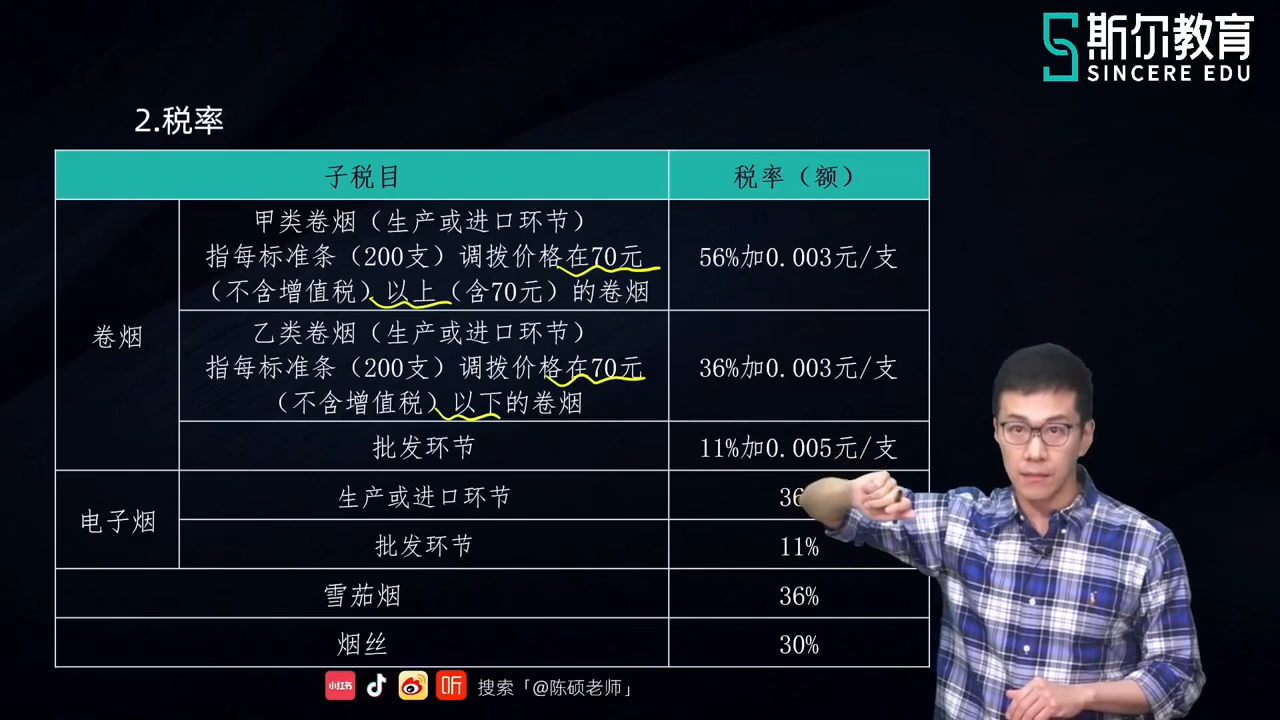 斯尔教育
SINCERE EDU
2.税率
子税目
税率（额）
卷烟
甲类卷烟（生产或进口环节）
指每标准条（200支）调拨价格在70元
（不含增值税）以上（含70元）的卷烟
56%加0.003元/支
乙类卷烟（生产或进口环节）
指每标准条（200支）调拨价格在70元
（不含增值税）以下的卷烟
36%加0.003元/支
批发环节
11%加0.005元/支
电子烟
生产或进口环节
36
批发环节
11%
雪茄烟
36%
烟丝
30%
小红书
听
搜索「@陈硕老师」